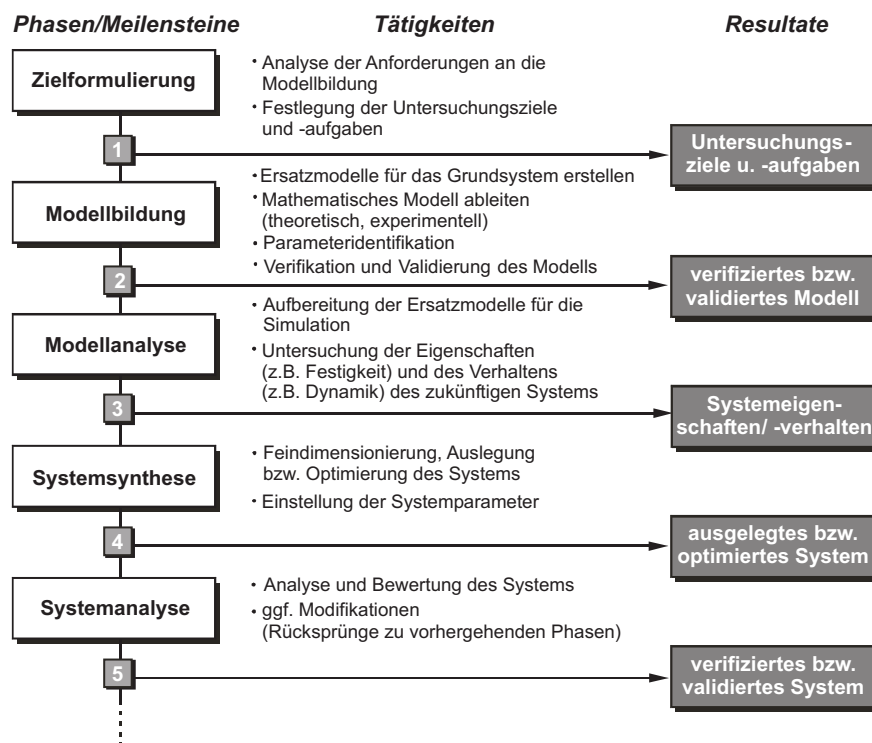 Phasen/Meilensteine Tätigkeiten Resultate
Zielformulierung
· Analyse der Anforderungen an die
Modellbildung
· Festlegung der Untersuchungsziele
und -aufgaben
1
Untersuchungs-
ziele u. -aufgaben
Modellbildung
· Ersatzmodelle für das Grundsystem erstellen
· Mathematisches Modell ableiten
(theoretisch, experimentell)
· Parameteridentifikation
· Verifikation und Validierung des Modells
2
verifiziertes bzw.
validiertes Modell
Modellanalyse
· Aufbereitung der Ersatzmodelle für die
Simulation
· Untersuchung der Eigenschaften
(z.B. Festigkeit) und des Verhaltens
(z.B. Dynamik) des zukünftigen Systems
3
Systemeigen-
schaften/ -verhalten
Systemsynthese
· Feindimensionierung, Auslegung
bzw. Optimierung des Systems
· Einstellung der Systemparameter
4
ausgelegtes bzw.
optimiertes System
Systemanalyse
· Analyse und Bewertung des Systems
· ggf. Modifikationen
(Rücksprünge zu vorhergehenden Phasen)
5
verifiziertes bzw.
validiertes System